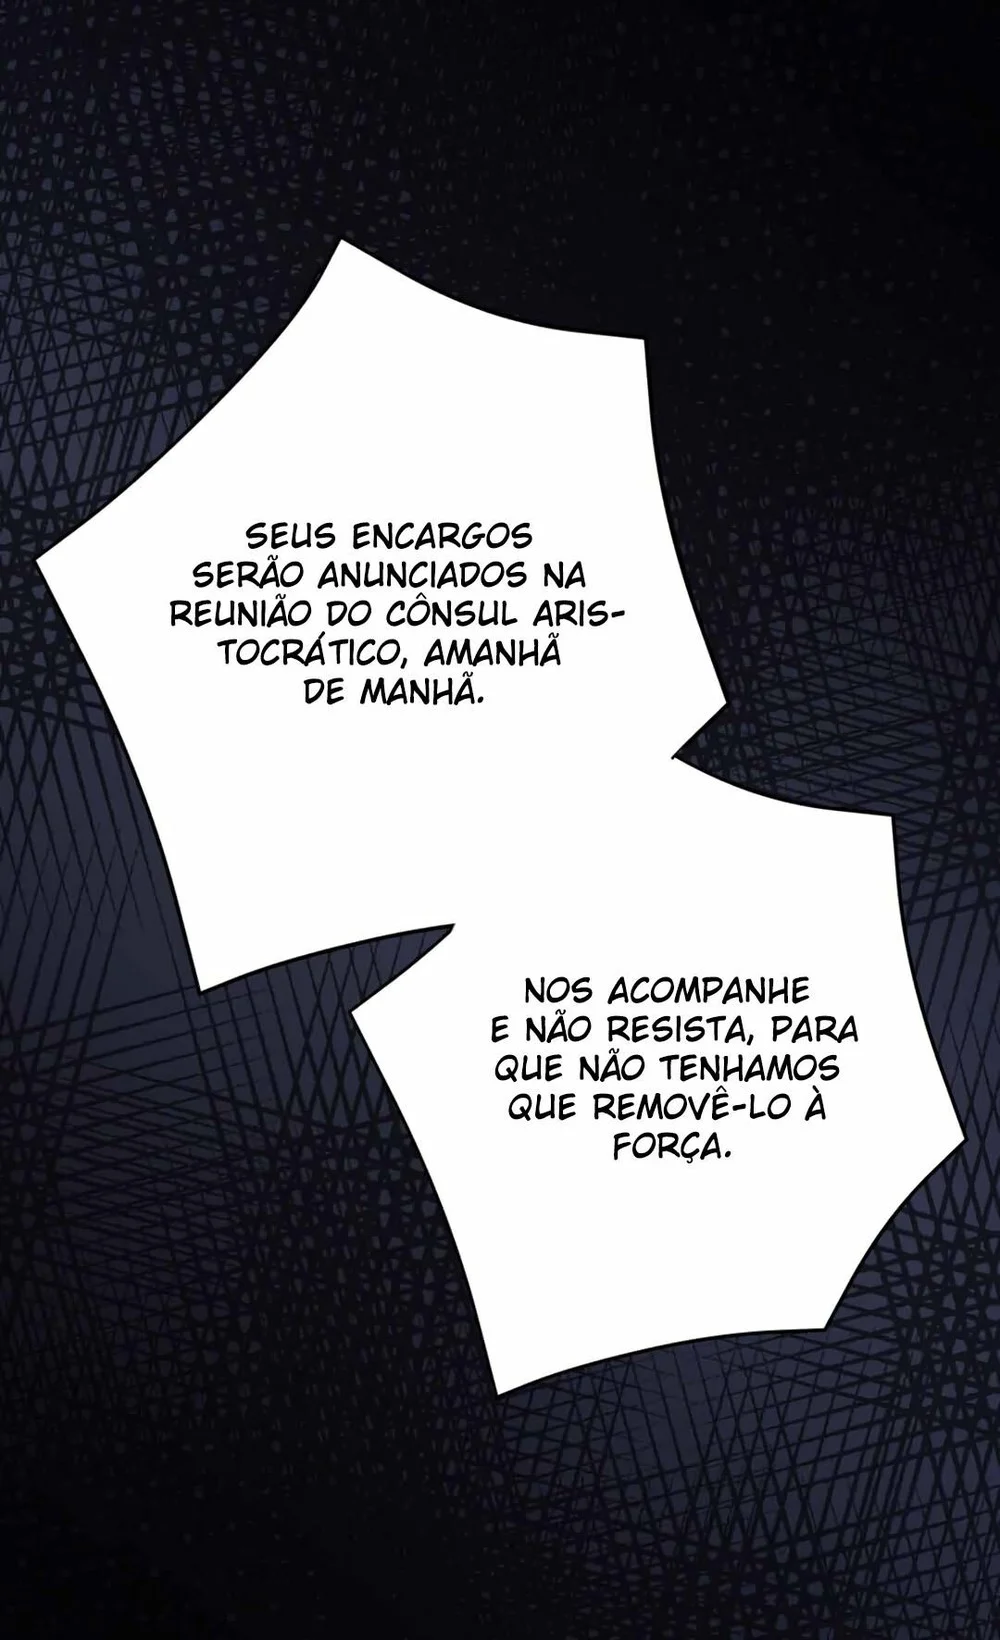 SEUS ENCARGOS
SERÃO ANUNCIADOS NA
REUNIÃO DO CÔNSUL ARIS-
TOCRÁTICO, AMANHÃ
DE MANHÃ.
NOS ACOMPANHE
E NÃO RESISTA, PARA
QUE NÃO TENHAMOS
QUE REMOVÊ-LO À
FORÇA.